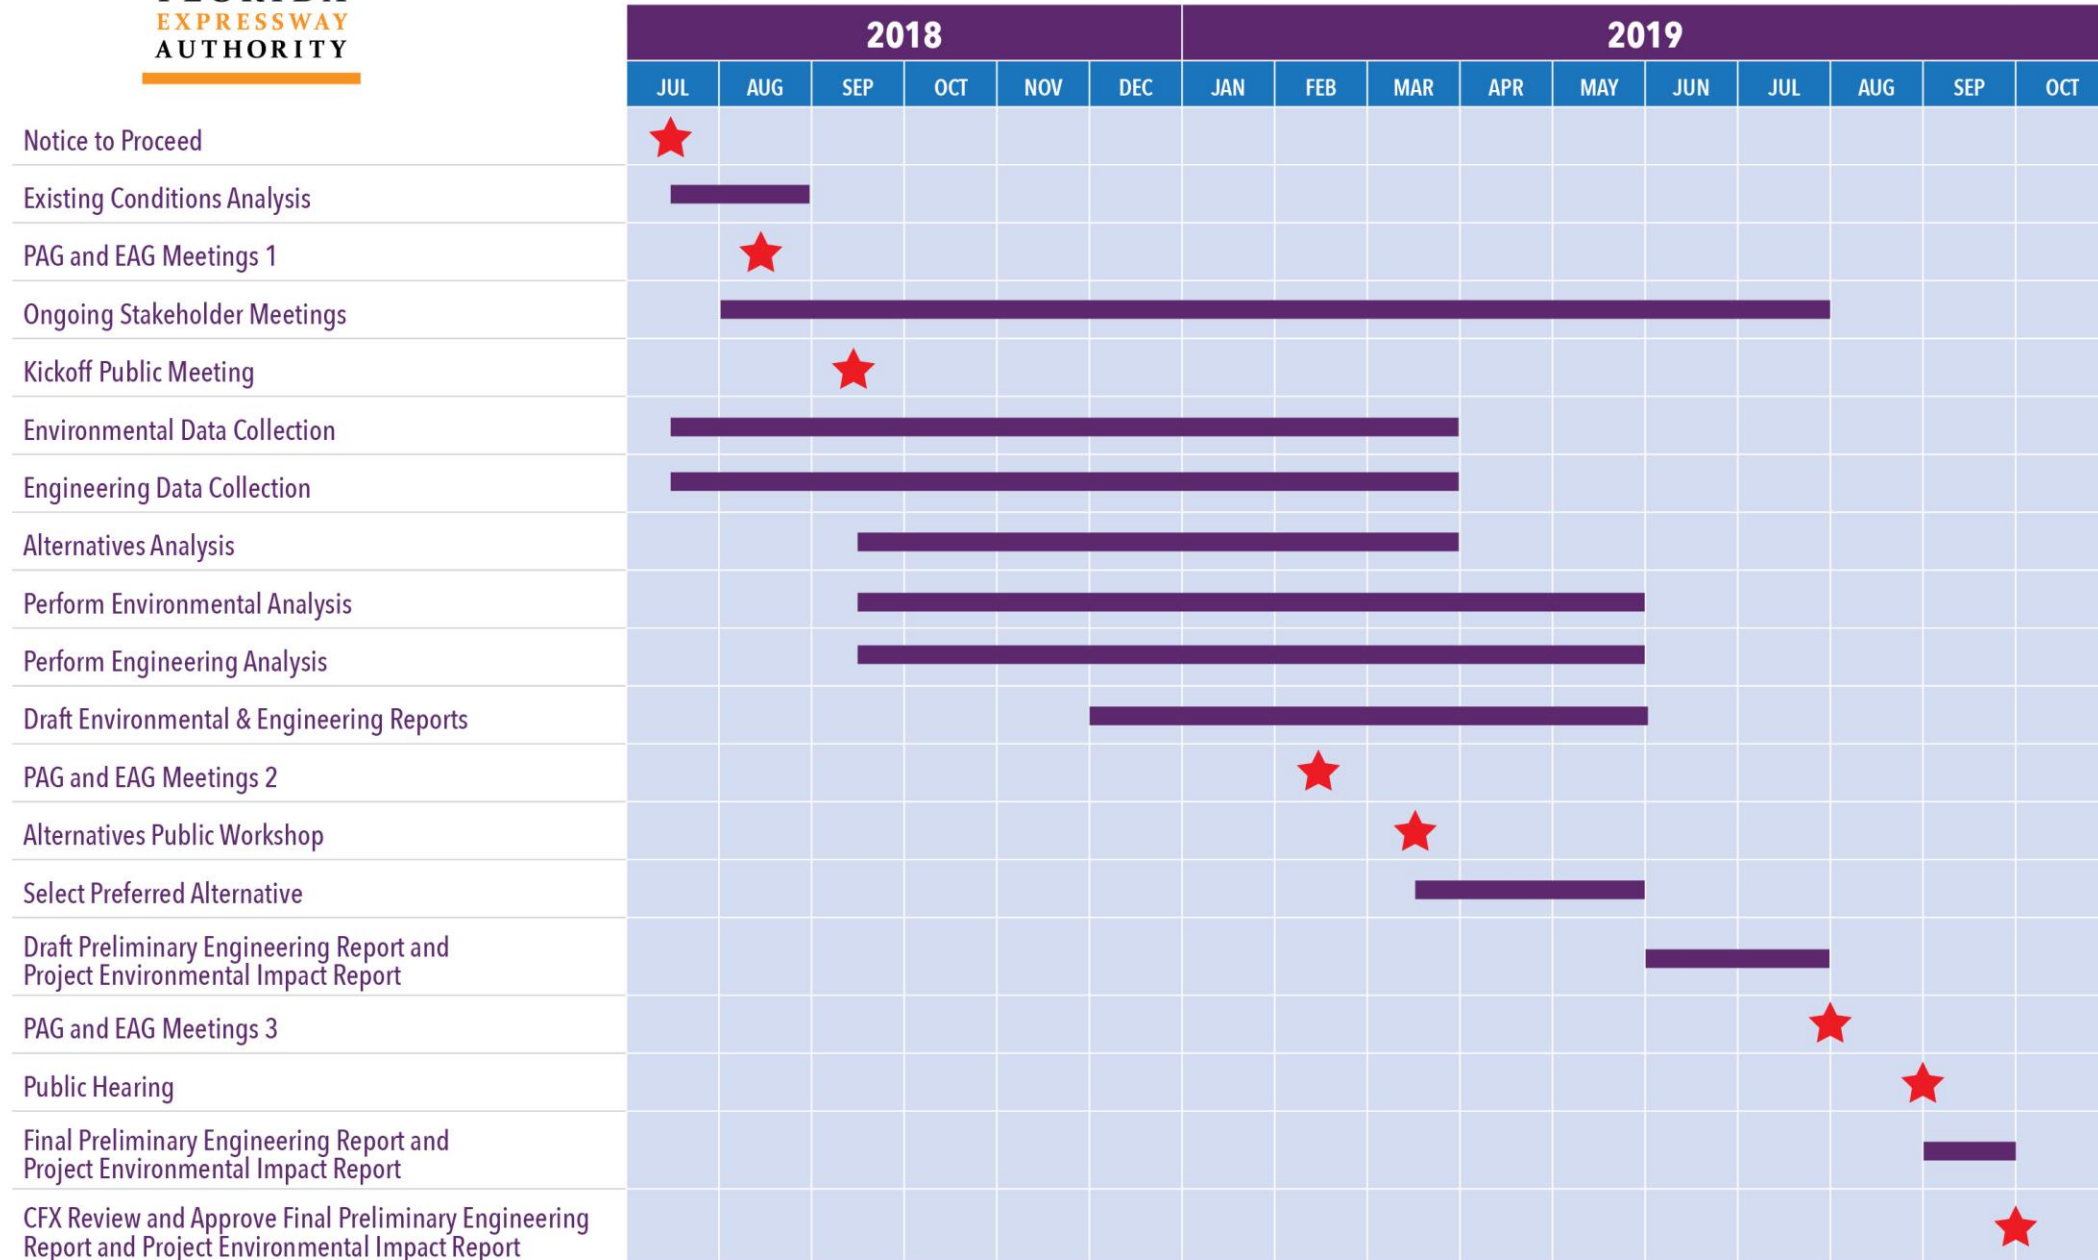 EXPRESSWAY
AUTHORITY
2018 2019
JUL AUG SEP OCT NOV DEC JAN FEB MAR APR MAY JUN JUL AUG SEP OCT
Notice to Proceed
Existing Conditions Analysis
PAG and EAG Meetings 1
Ongoing Stakeholder Meetings
Kickoff Public Meeting
Environmental Data Collection
Engineering Data Collection
Alternatives Analysis
Perform Environmental Analysis
Perform Engineering Analysis
Draft Environmental & Engineering Reports
PAG and EAG Meetings 2
Alternatives Public Workshop
Select Preferred Alternative
Draft Preliminary Engineering Report and
Project Environmental Impact Report
PAG and EAG Meetings 3
Public Hearing
Final Preliminary Engineering Report and
Project Environmental Impact Report
CFX Review and Approve Final Preliminary Engineering
Report and Project Environmental Impact Report